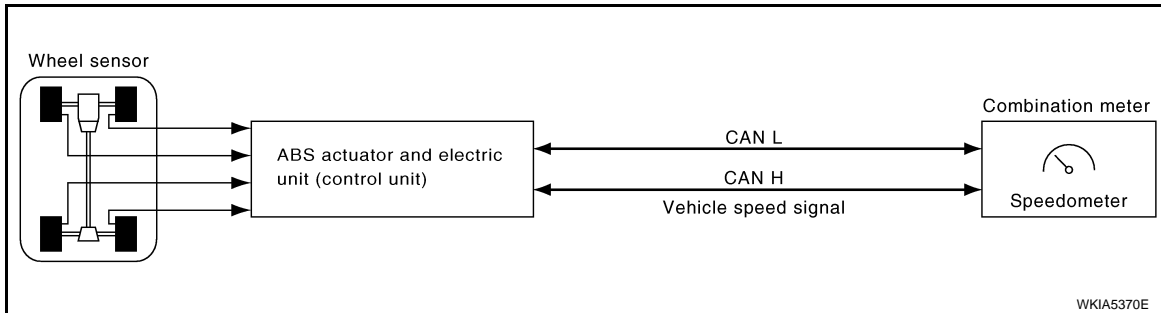 Wheel sensor
ABS actuator and electric
unit (control unit)
CAN L
CAN H
Vehicle speed signal
Combination meter
Speedometer
WKIA5370E